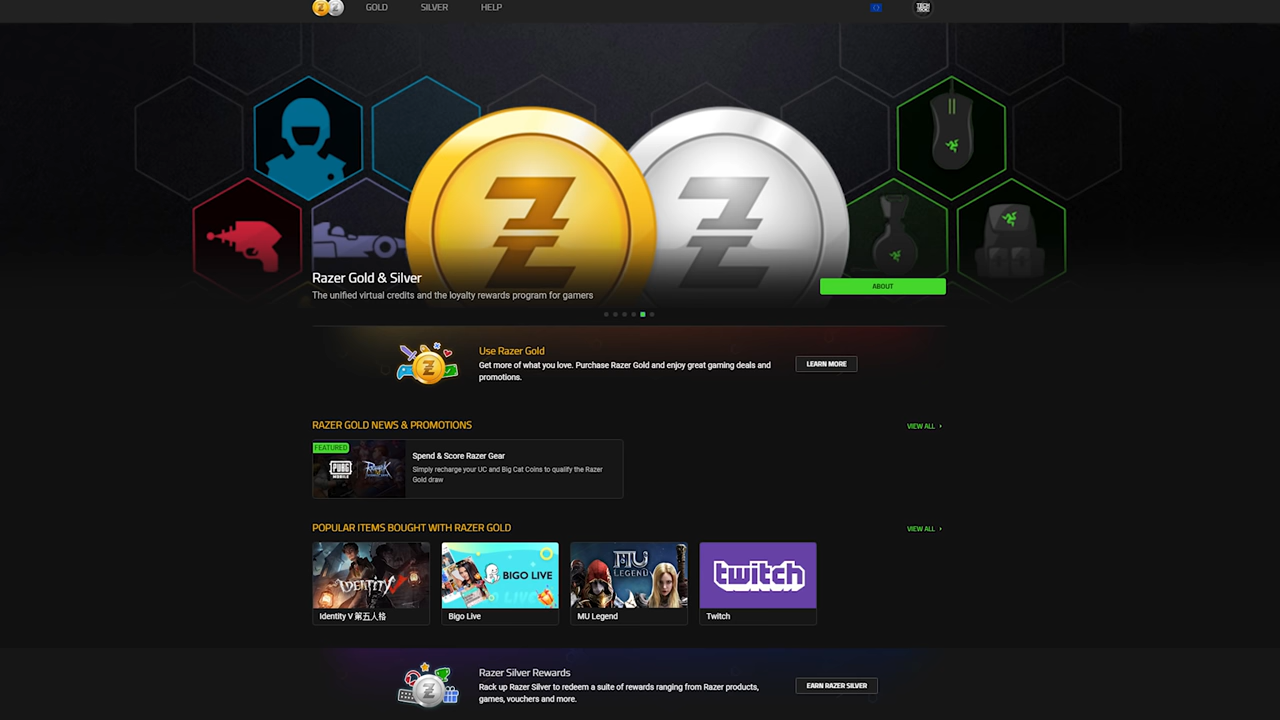 GOLD
SILVER
HELP
Razer Gold & Silver
The unified virtual credits and the loyalty rewards program for gamers
ABOUT
Use Razer Gold
Get more of what you love. Purchase Razer Gold and enjoy great gaming deals and
promotions.
LEARN MORE
RAZER GOLD NEWS & PROMOTIONS
VIEW ALL
FEATURED
PUBG
MOBILE
Spend & Score Razer Gear
Simply recharge your UC and Big Cat Coins to qualify the Razer
Gold draw
POPULAR ITEMS BOUGHT WITH RAZER GOLD
VIEW ALL
IDENTITY V
BIGO LIVE
MU
LEGEND
twitch
Identity V 第五人格
Bigo Live
MU Legend
Twitch
Razer Silver Rewards
Rack up Razer Silver to redeem a suite of rewards ranging from Razer products,
games, vouchers and more.
EARN RAZER SILVER